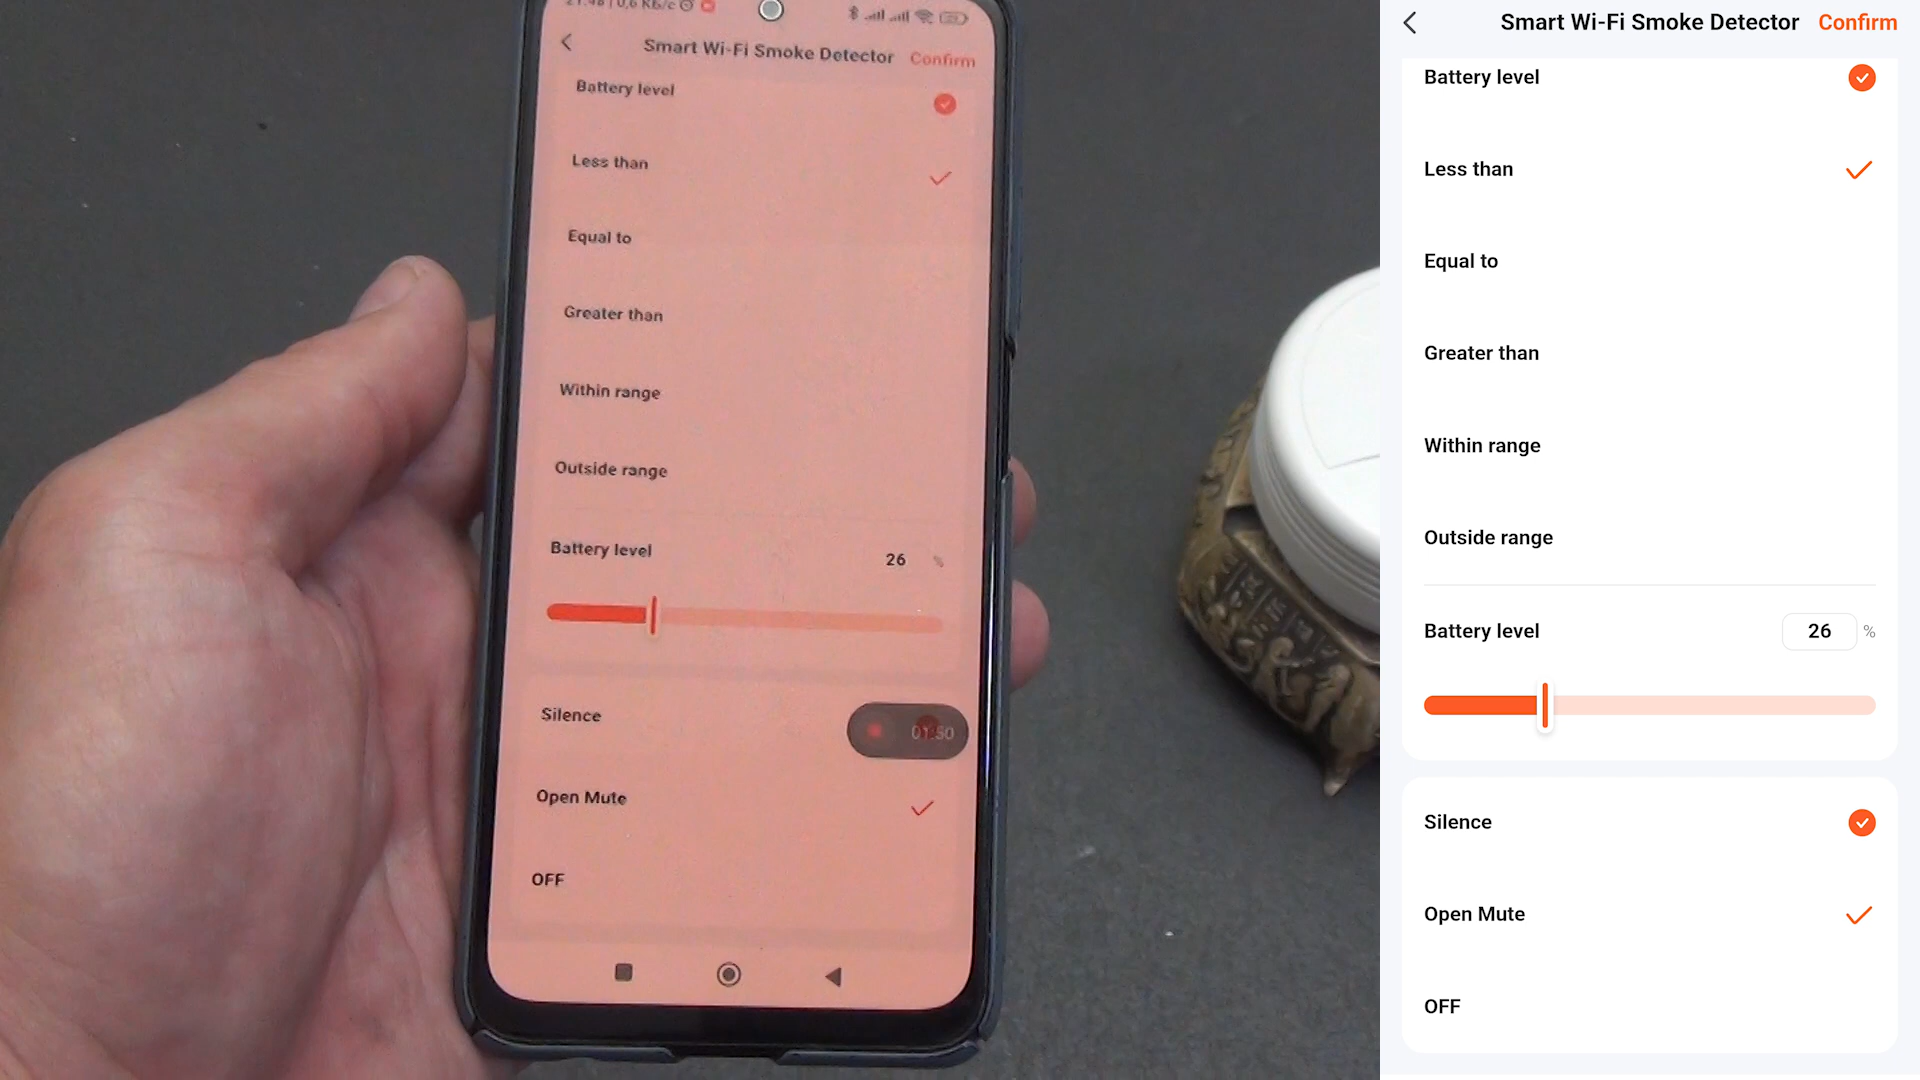 Smart Wi-Fi Smoke Detector Confirm
Battery level
Less than
Equal to
Greater than
Within range
Outside range
Battery level 26 %
Silence
01:50
Open Mute
OFF
Smart Wi-Fi Smoke Detector Confirm
Battery level
Less than
Equal to
Greater than
Within range
Outside range
Battery level 26 %
Silence
Open Mute
OFF